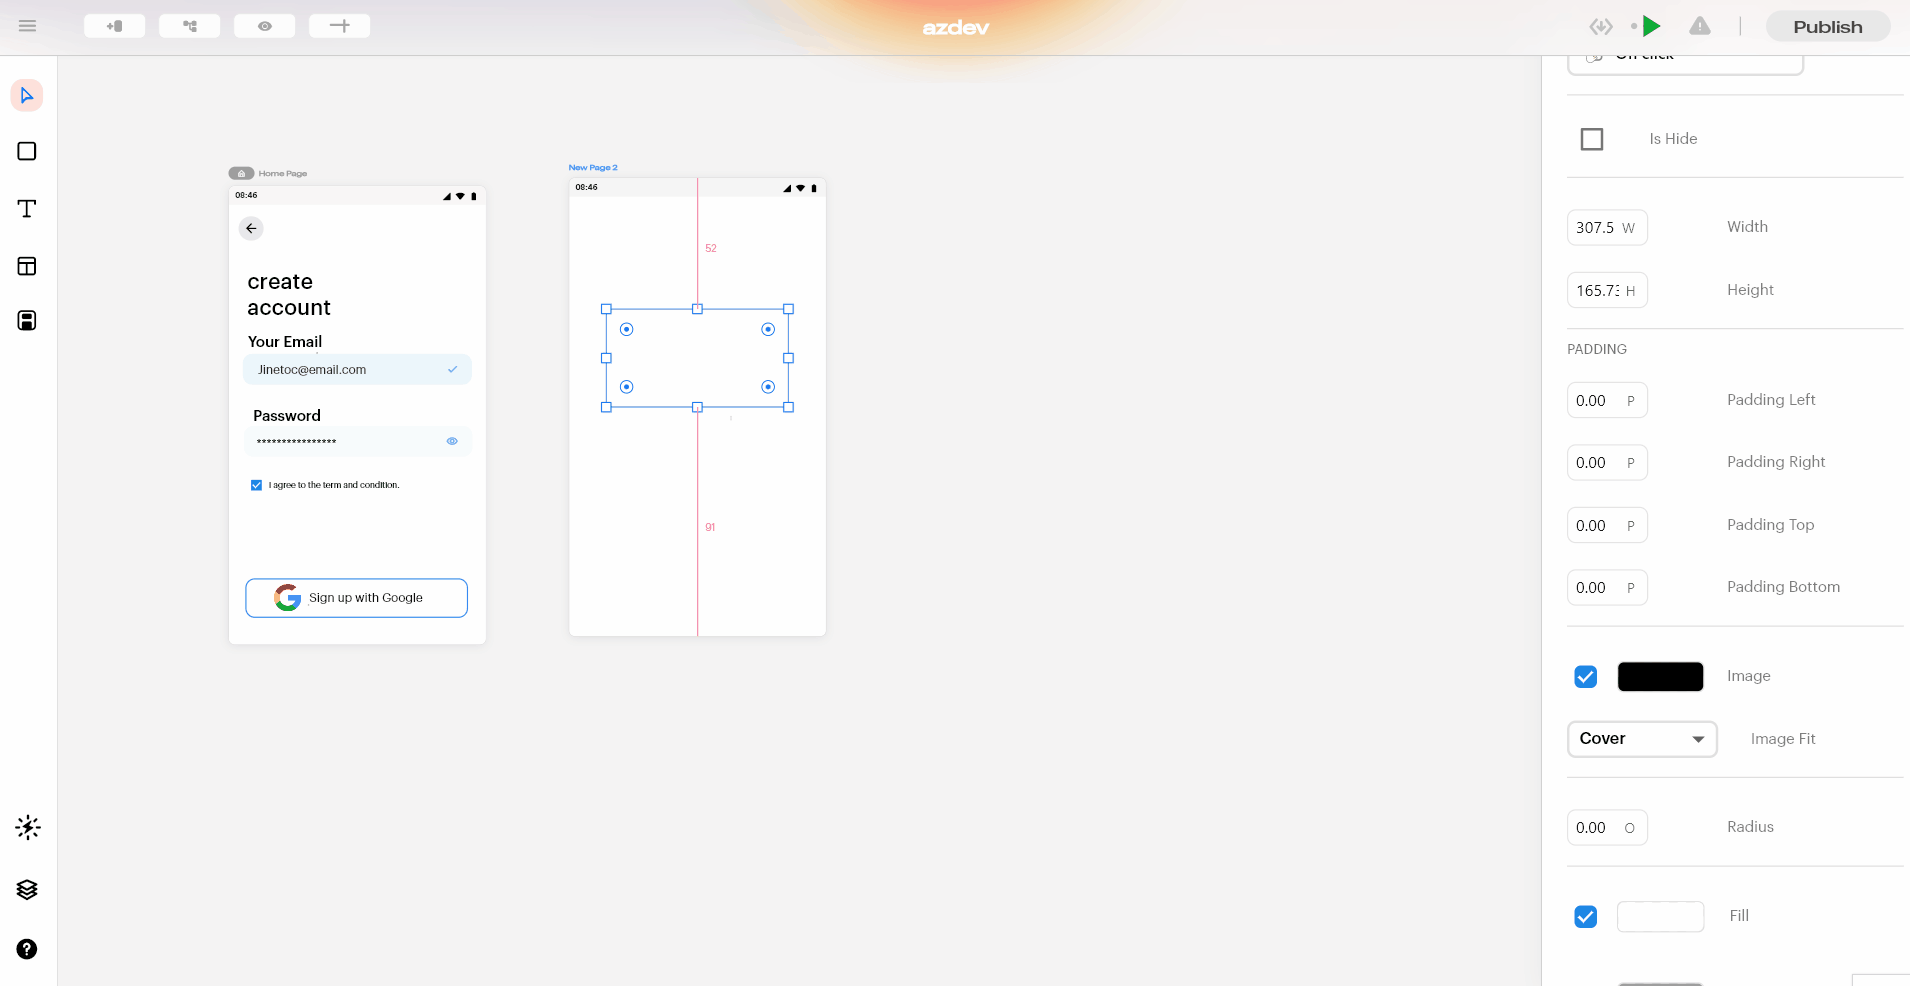 azdev
Publish
On click
Is Hide
307.5 W
Width
165.73 H
Height
PADDING
0.00 P
Padding Left
0.00 P
Padding Right
0.00 P
Padding Top
0.00 P
Padding Bottom
Image
Cover
Image Fit
0.00 O
Radius
Fill
Home Page
08:46
create
account
Your Email
Jinetoc@email.com
Password
****************
I agree to the term and condition.
Sign up with Google
New Page 2
08:46
52
91